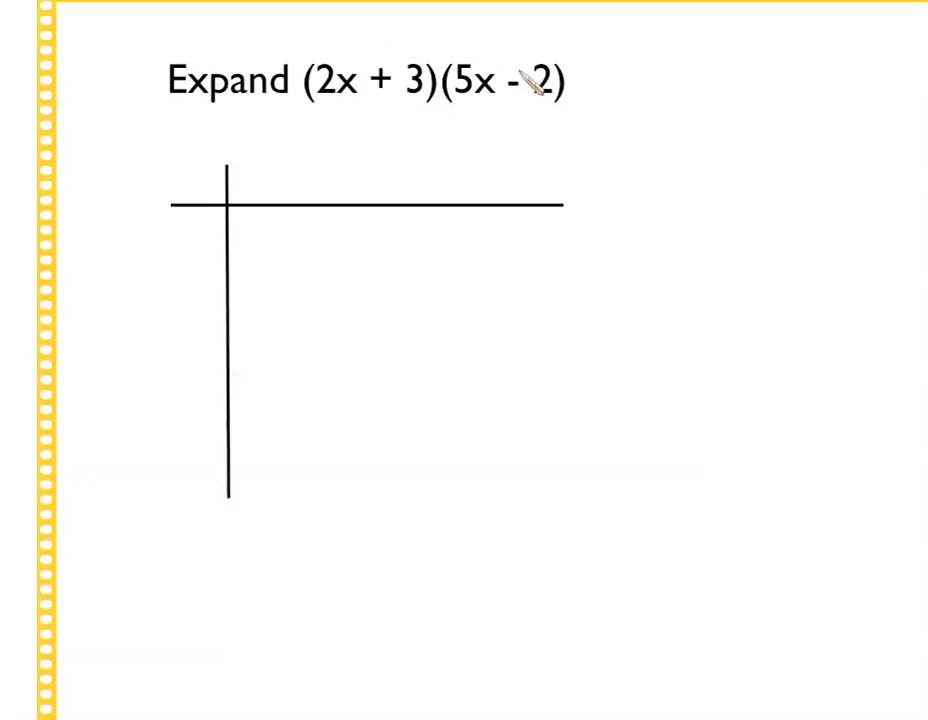 Expand (2x + 3)(5x - 2)